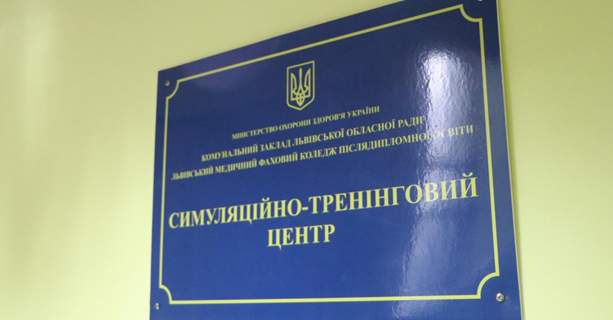 МІНІСТЕРСТВО ОХОРОНИ ЗДОРОВ'Я УКРАЇНИ
КОМУНАЛЬНИЙ ЗАКЛАД ЛЬВІВСЬКОЇ ОБЛАСНОЇ РАДИ
ЛЬВІВСЬКИЙ МЕДИЧНИЙ ФАХОВИЙ КОЛЕДЖ ПІСЛЯДИПЛОМНОЇ ОСВІТИ
СИМУЛЯЦІЙНО-ТРЕНІНГОВИЙ
ЦЕНТР